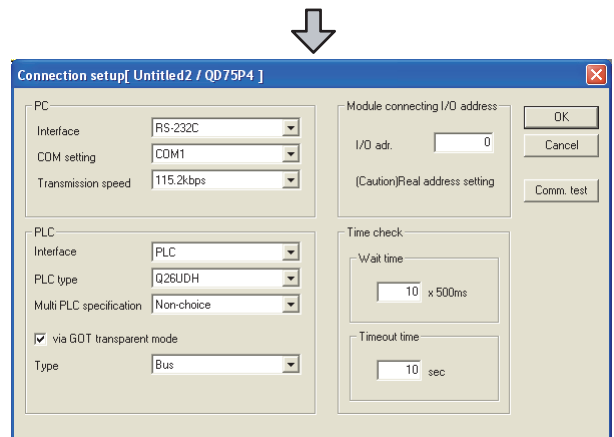 Connection setup[ Untitled2 / QD75P4 ]
PC
Interface RS-232C
COM setting COM1
Transmission speed 115.2kbps
Module connecting I/O address
I/O adr. 0
(Caution)Real address setting
OK
Cancel
Comm. test
PLC
Interface PLC
PLC type Q26UDH
Multi PLC specification Non-choice
via GOT transparent mode
Type Bus
Time check
Wait time
10 x 500ms
Timeout time
10 sec